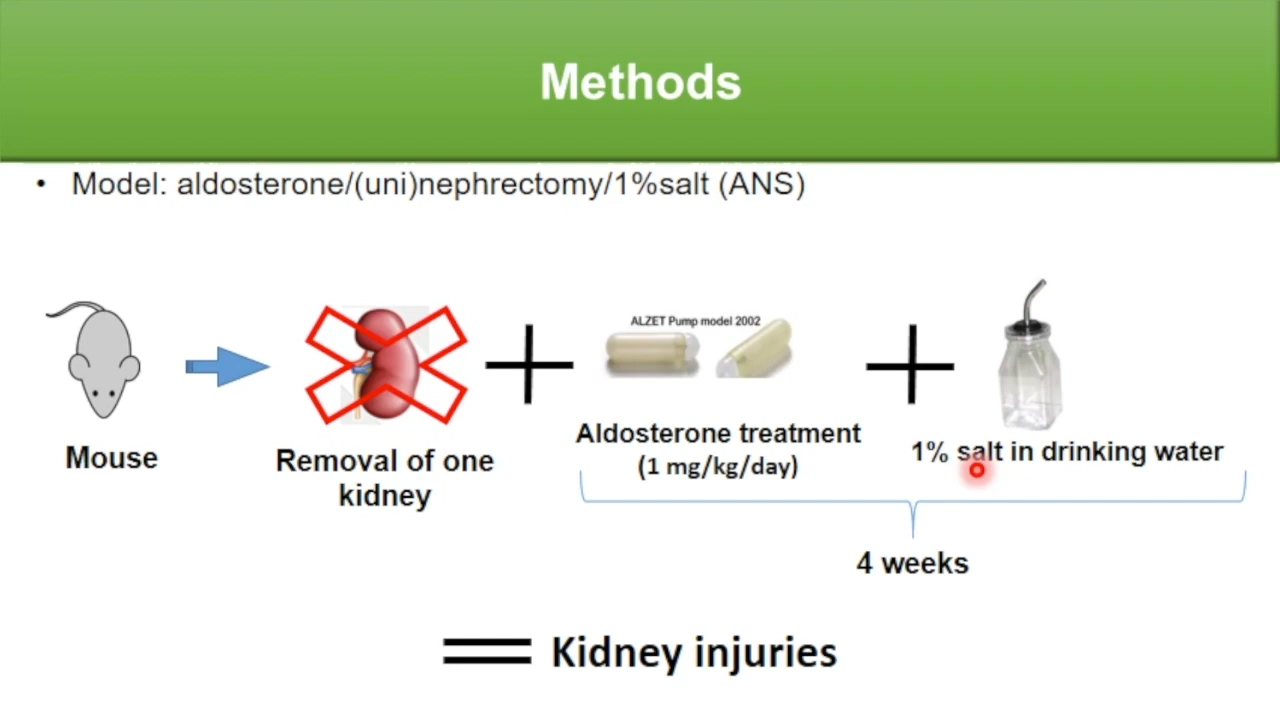 Methods
• Model: aldosterone/(uni)nephrectomy/1%salt (ANS)
ALZET Pump model 2002
Mouse
Removal of one
kidney
Aldosterone treatment
(1 mg/kg/day)
1% salt in drinking water
4 weeks
Kidney injuries